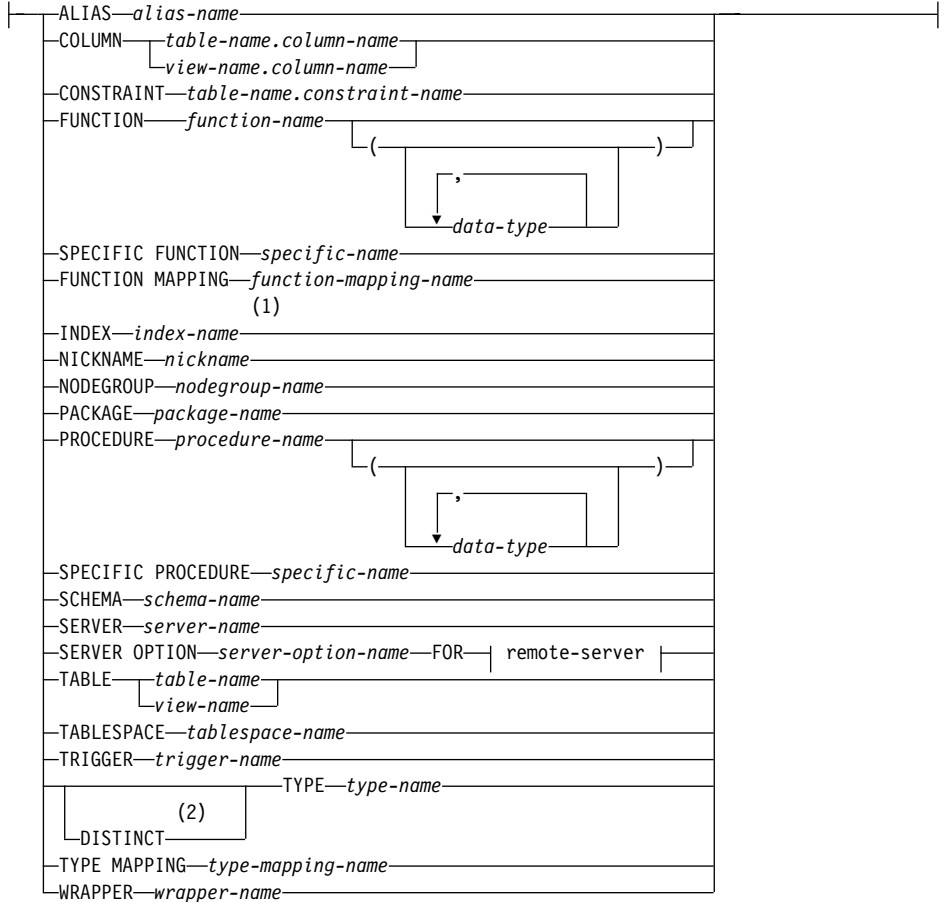 ALIAS alias-name
COLUMN table-name.column-name
view-name.column-name
CONSTRAINT table-name.constraint-name
FUNCTION function-name
( )
,
data-type
SPECIFIC FUNCTION specific-name
FUNCTION MAPPING function-mapping-name
(1)
INDEX index-name
NICKNAME nickname
NODEGROUP nodegroup-name
PACKAGE package-name
PROCEDURE procedure-name
( )
,
data-type
SPECIFIC PROCEDURE specific-name
SCHEMA schema-name
SERVER server-name
SERVER OPTION server-option-name FOR remote-server
TABLE table-name
view-name
TABLESPACE tablespace-name
TRIGGER trigger-name
TYPE type-name
(2)
DISTINCT
TYPE MAPPING type-mapping-name
WRAPPER wrapper-name